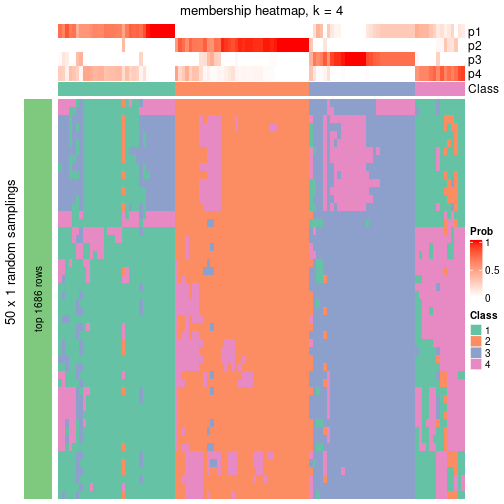 membership heatmap, k = 4
p1
p2
p3
p4
Class
50 x 1 random samplings
top 1686 rows
Prob
1
0.5
0
Class
1
2
3
4